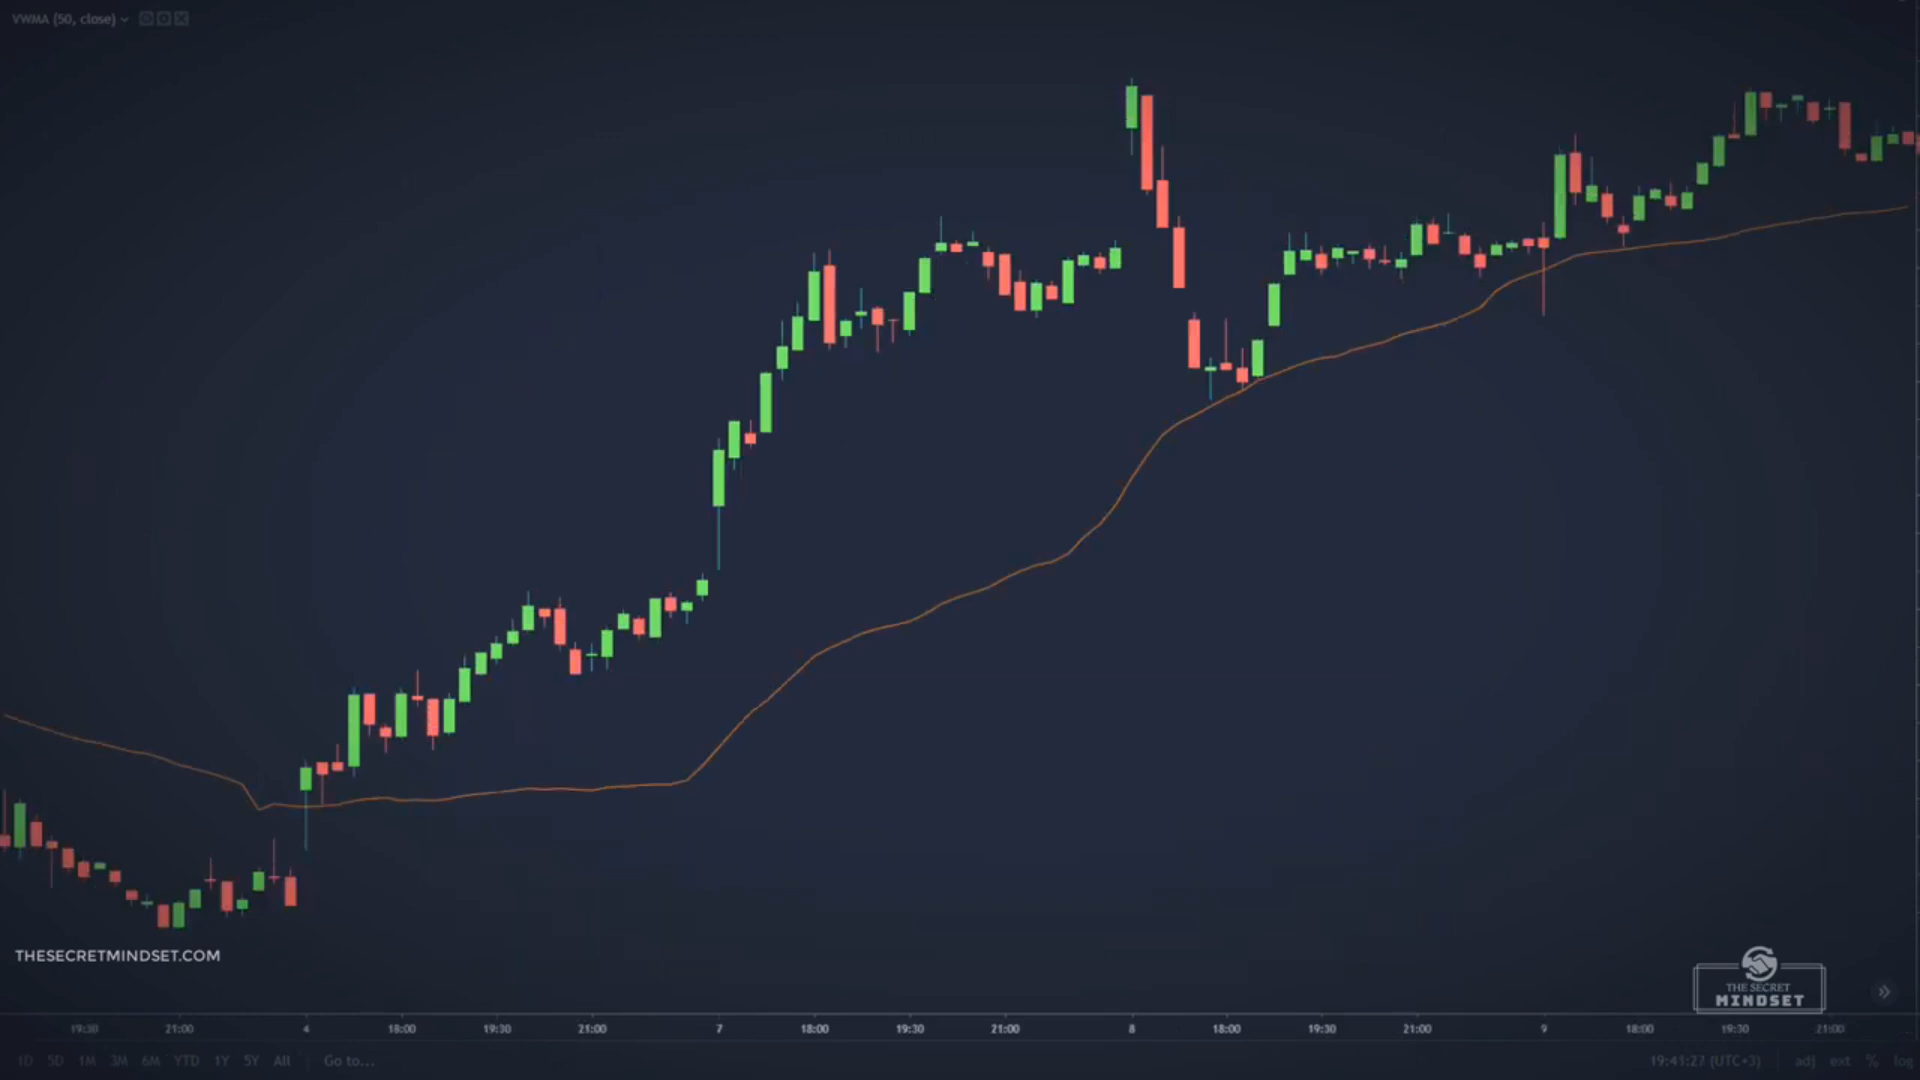 VWMA (50, close)
THESECRETMINDSET.COM
THE SECRET
MINDSET
19:30 21:00 4 18:00 19:30 21:00 7 18:00 19:30 21:00 8 18:00 19:30 21:00 9 18:00 19:30 21:00
1D 5D 1M 3M 6M YTD 1Y 5Y All Go to... 19:41:27 (UTC+3) adj ext % log